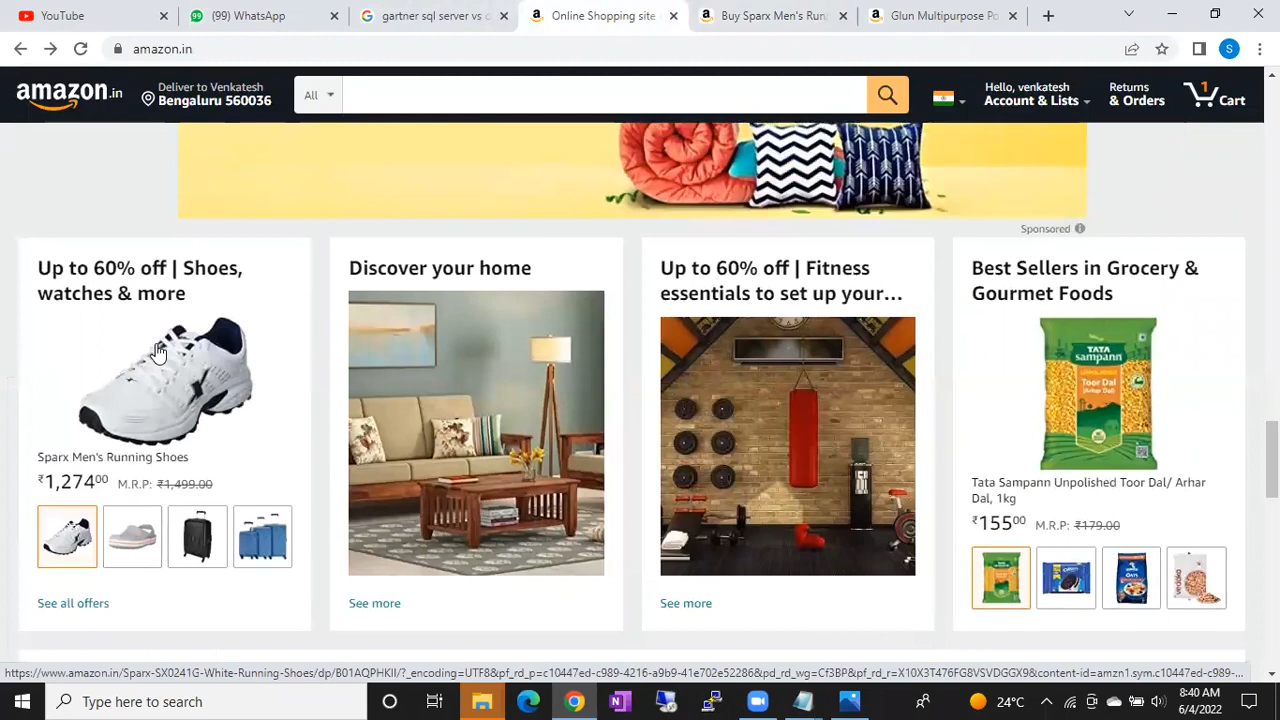 YouTube
(99) WhatsApp
gartner sql server vs
Online Shopping site
Buy Sparx Men's Run
Glun Multipurpose Po
amazon.in
amazon.in
Deliver to Venkatesh
Bengaluru 560036
All
Hello, venkatesh
Account & Lists
Returns
& Orders
1
Cart
S
Sponsored
Up to 60% off | Shoes,
watches & more
Sparx Men's Running Shoes
₹1,274⁰⁰ M.R.P: ₹1,499.00
See all offers
Discover your home
See more
Up to 60% off | Fitness
essentials to set up your...
See more
Best Sellers in Grocery &
Gourmet Foods
TATA
sampann
Toor Dal
(Arhar Dal)
Tata Sampann Unpolished Toor Dal/ Arhar
Dal, 1kg
₹155⁰⁰ M.R.P: ₹179.00
https://www.amazon.in/Sparx-SX0241G-White-Running-Shoes/dp/B01AQPHKII/?_encoding=UTF8&pf_rd_p=c10447ed-c989-4216-a9b9-41e702e52286&pd_rd_wg=Cf3BP&pf_rd_r=X10X3T476FG8VSVDGGX9&content-id=amzn1.sym.c10447ed-c989-...
Type here to search
24°C
8:40 AM
6/4/2022